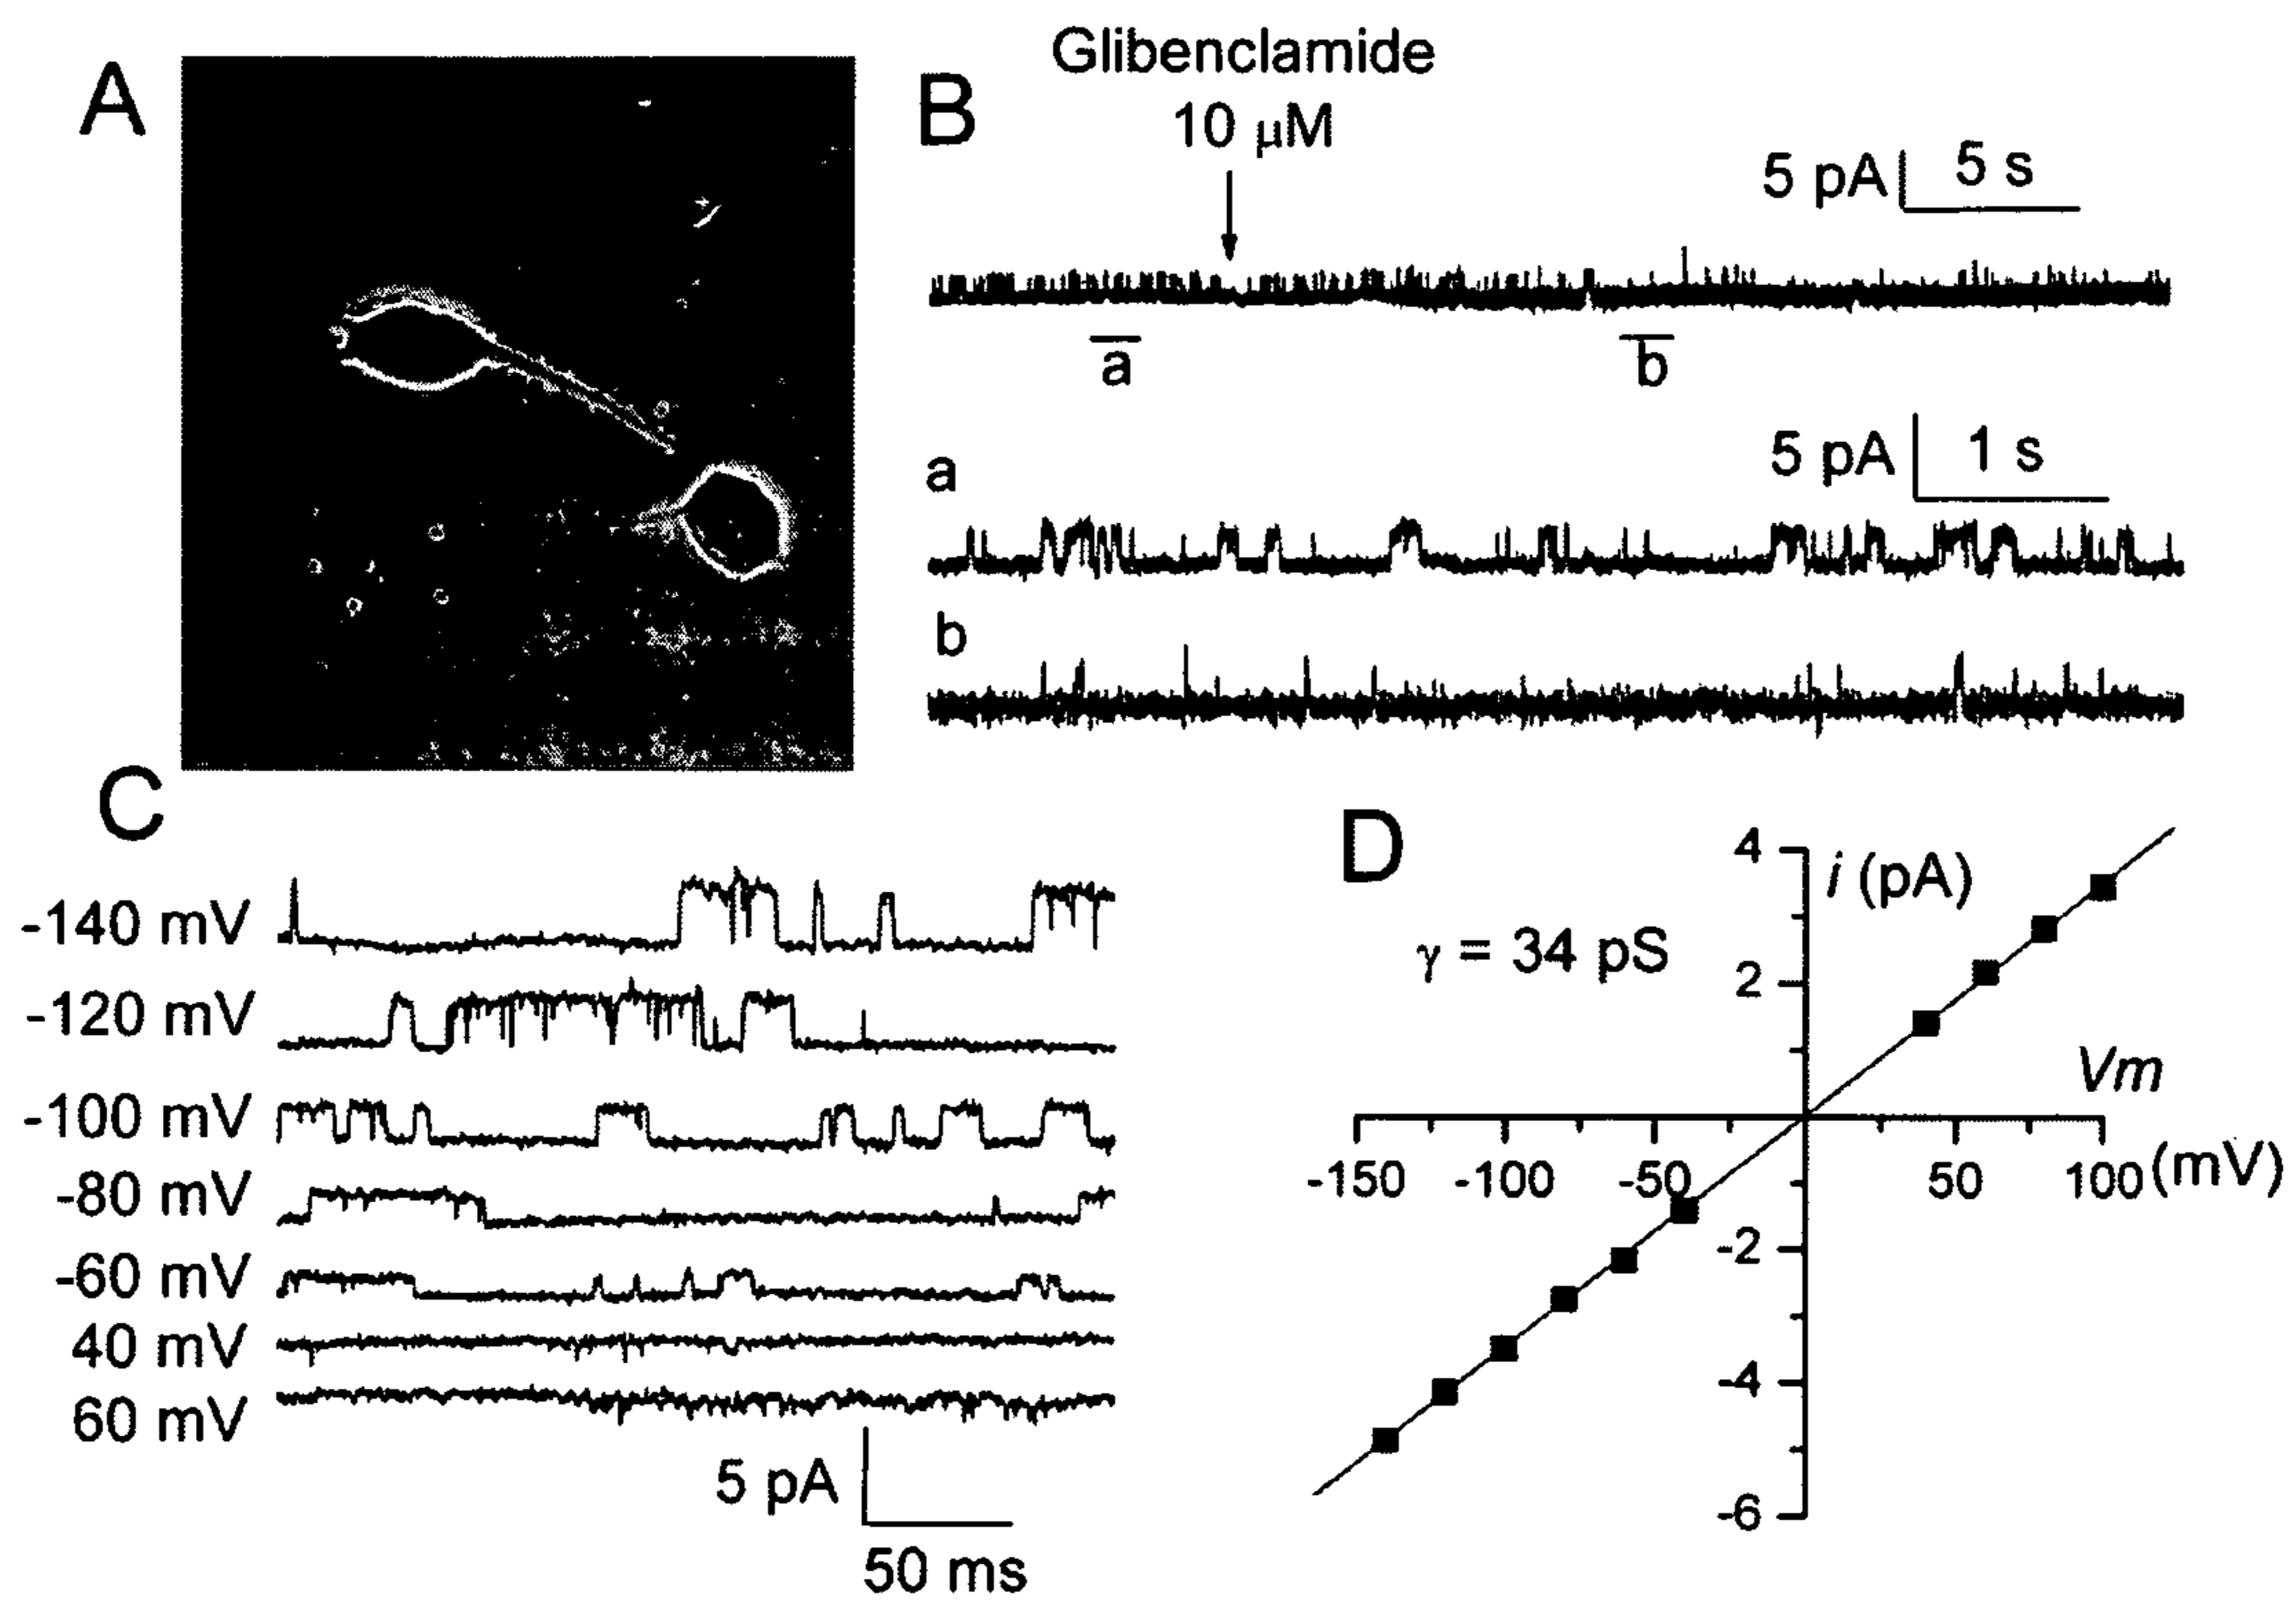 A
B
Glibenclamide
10 μM
5 pA
5 s
a
b
5 pA
1 s
a
b
C
-140 mV
-120 mV
-100 mV
-80 mV
-60 mV
40 mV
60 mV
5 pA
50 ms
D
γ = 34 pS
4
i (pA)
2
Vm
-150 -100 -50 50 100 (mV)
-2
-4
-6